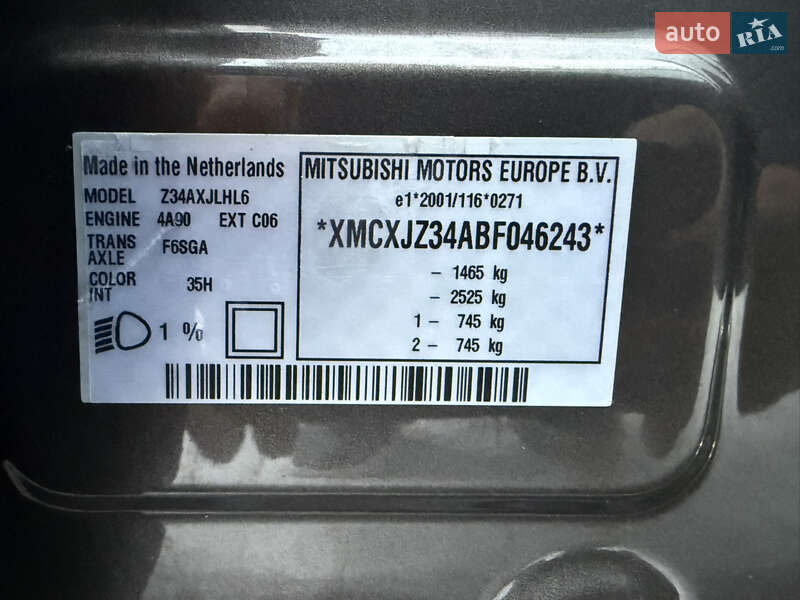 auto RIA.com
Made in the Netherlands
MODEL Z34AXJLHL6
ENGINE 4A90 EXT C06
TRANS
AXLE F6SGA
COLOR
INT 35H
1 %
MITSUBISHI MOTORS EUROPE B.V.
e1*2001/116*0271
*XMCXJZ34ABF046243*
- 1465 kg
- 2525 kg
1 - 745 kg
2 - 745 kg